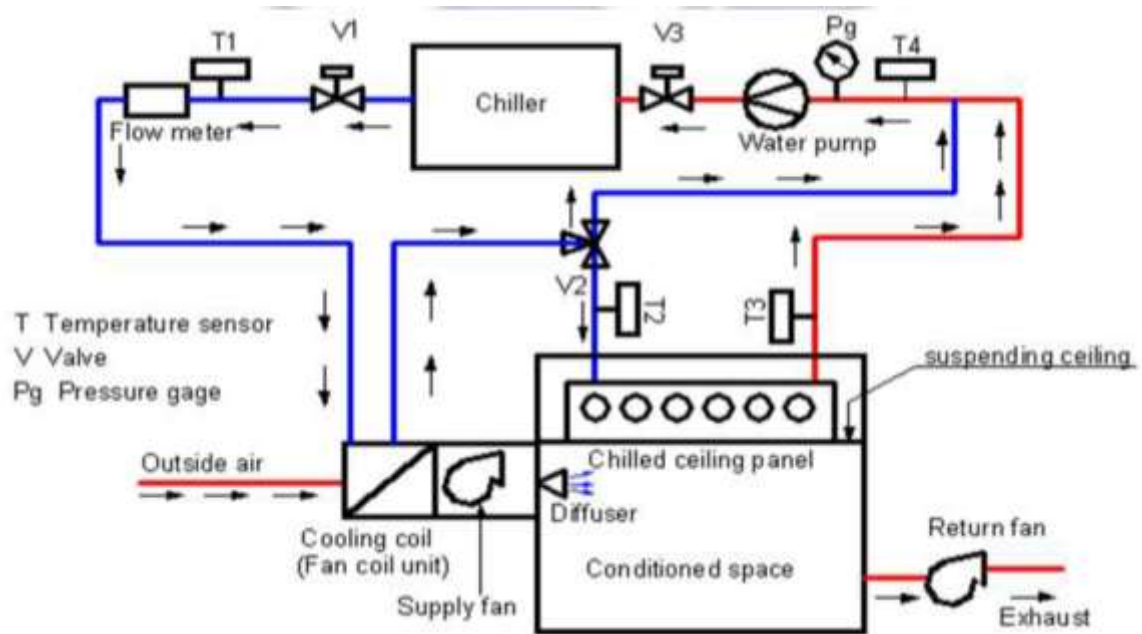 V1
V3
Pg
T1
T4
Chiller
Flow meter
Water pump
V2
T2
T3
T Temperature sensor
V Valve
Pg Pressure gage
suspending ceiling
Outside air
Chilled ceiling panel
Diffuser
Return fan
Cooling coil
(Fan coil unit)
Conditioned space
Supply fan
Exhaust